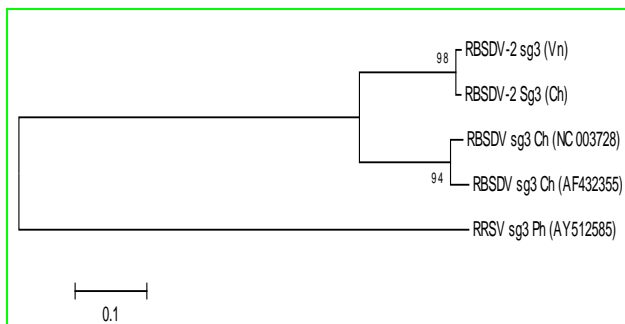 98
RBSDV-2 sg3 (Vn)
RBSDV-2 Sg3 (Ch)
RBSDV sg3 Ch (NC 003728)
94
RBSDV sg3 Ch (AF432355)
RRSV sg3 Ph (AY512585)
0.1